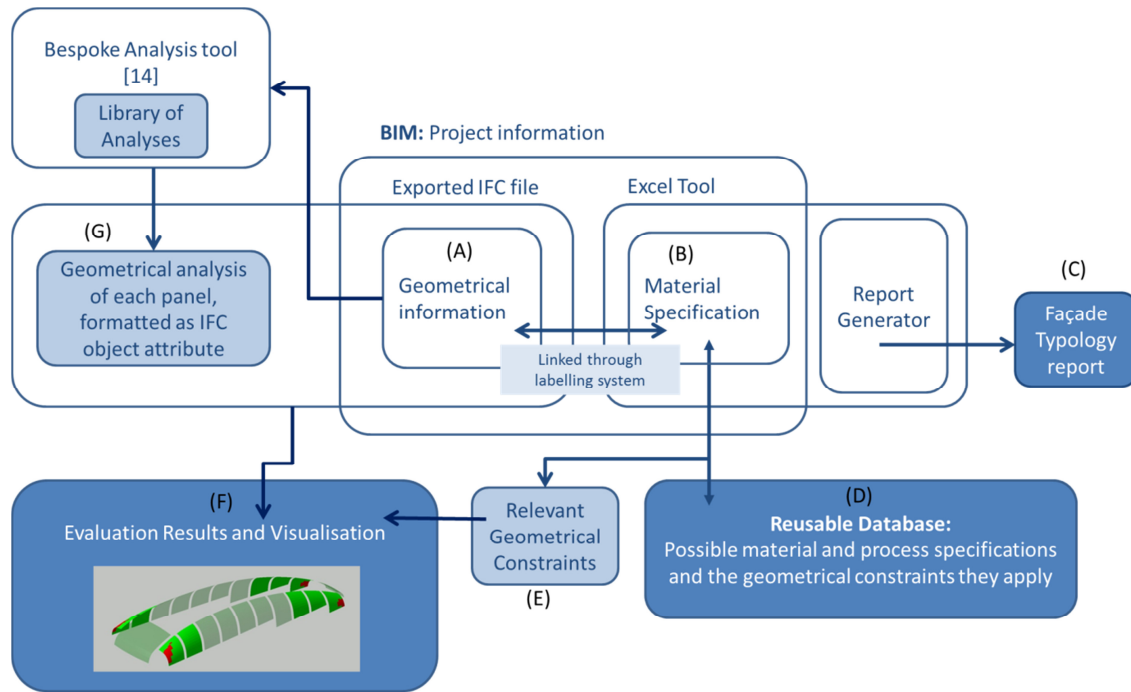 Bespoke Analysis tool
[14]
Library of
Analyses
BIM: Project information
Exported IFC file
Excel Tool
(G)
Geometrical analysis
of each panel,
formatted as IFC
object attribute
(A)
Geometrical
information
(B)
Material
Specification
Linked through
labelling system
Report
Generator
(C)
Façade
Typology
report
(F)
Evaluation Results and Visualisation
Relevant
Geometrical
Constraints
(E)
(D)
Reusable Database:
Possible material and process specifications
and the geometrical constraints they apply